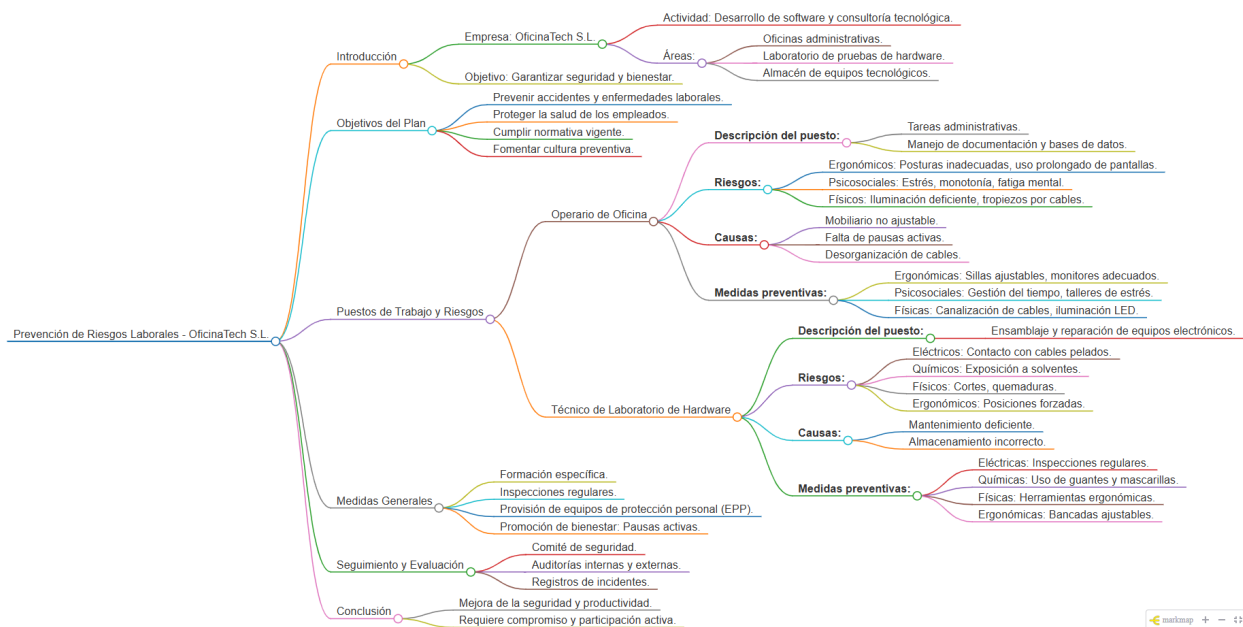 Prevención de Riesgos Laborales - OficinaTech S.L.
Introducción
Empresa: OficinaTech S.L.
Actividad: Desarrollo de software y consultoría tecnológica.
Áreas:
Oficinas administrativas.
Laboratorio de pruebas de hardware.
Almacén de equipos tecnológicos.
Objetivo: Garantizar seguridad y bienestar.
Objetivos del Plan
Prevenir accidentes y enfermedades laborales.
Proteger la salud de los empleados.
Cumplir normativa vigente.
Fomentar cultura preventiva.
Puestos de Trabajo y Riesgos
Operario de Oficina
Descripción del puesto:
Tareas administrativas.
Manejo de documentación y bases de datos.
Riesgos:
Ergonómicos: Posturas inadecuadas, uso prolongado de pantallas.
Psicosociales: Estrés, monotonía, fatiga mental.
Físicos: Iluminación deficiente, tropiezos por cables.
Causas:
Mobiliario no ajustable.
Falta de pausas activas.
Desorganización de cables.
Medidas preventivas:
Ergonómicas: Sillas ajustables, monitores adecuados.
Psicosociales: Gestión del tiempo, talleres de estrés.
Físicas: Canalización de cables, iluminación LED.
Técnico de Laboratorio de Hardware
Descripción del puesto:
Ensamblaje y reparación de equipos electrónicos.
Riesgos:
Eléctricos: Contacto con cables pelados.
Químicos: Exposición a solventes.
Físicos: Cortes, quemaduras.
Ergonómicos: Posiciones forzadas.
Causas:
Mantenimiento deficiente.
Almacenamiento incorrecto.
Medidas preventivas:
Eléctricas: Inspecciones regulares.
Químicas: Uso de guantes y mascarillas.
Físicas: Herramientas ergonómicas.
Ergonómicas: Bancadas ajustables.
Medidas Generales
Formación específica.
Inspecciones regulares.
Provisión de equipos de protección personal (EPP).
Promoción de bienestar: Pausas activas.
Seguimiento y Evaluación
Comité de seguridad.
Auditorías internas y externas.
Registros de incidentes.
Conclusión
Mejora de la seguridad y productividad.
Requiere compromiso y participación activa.
markmap